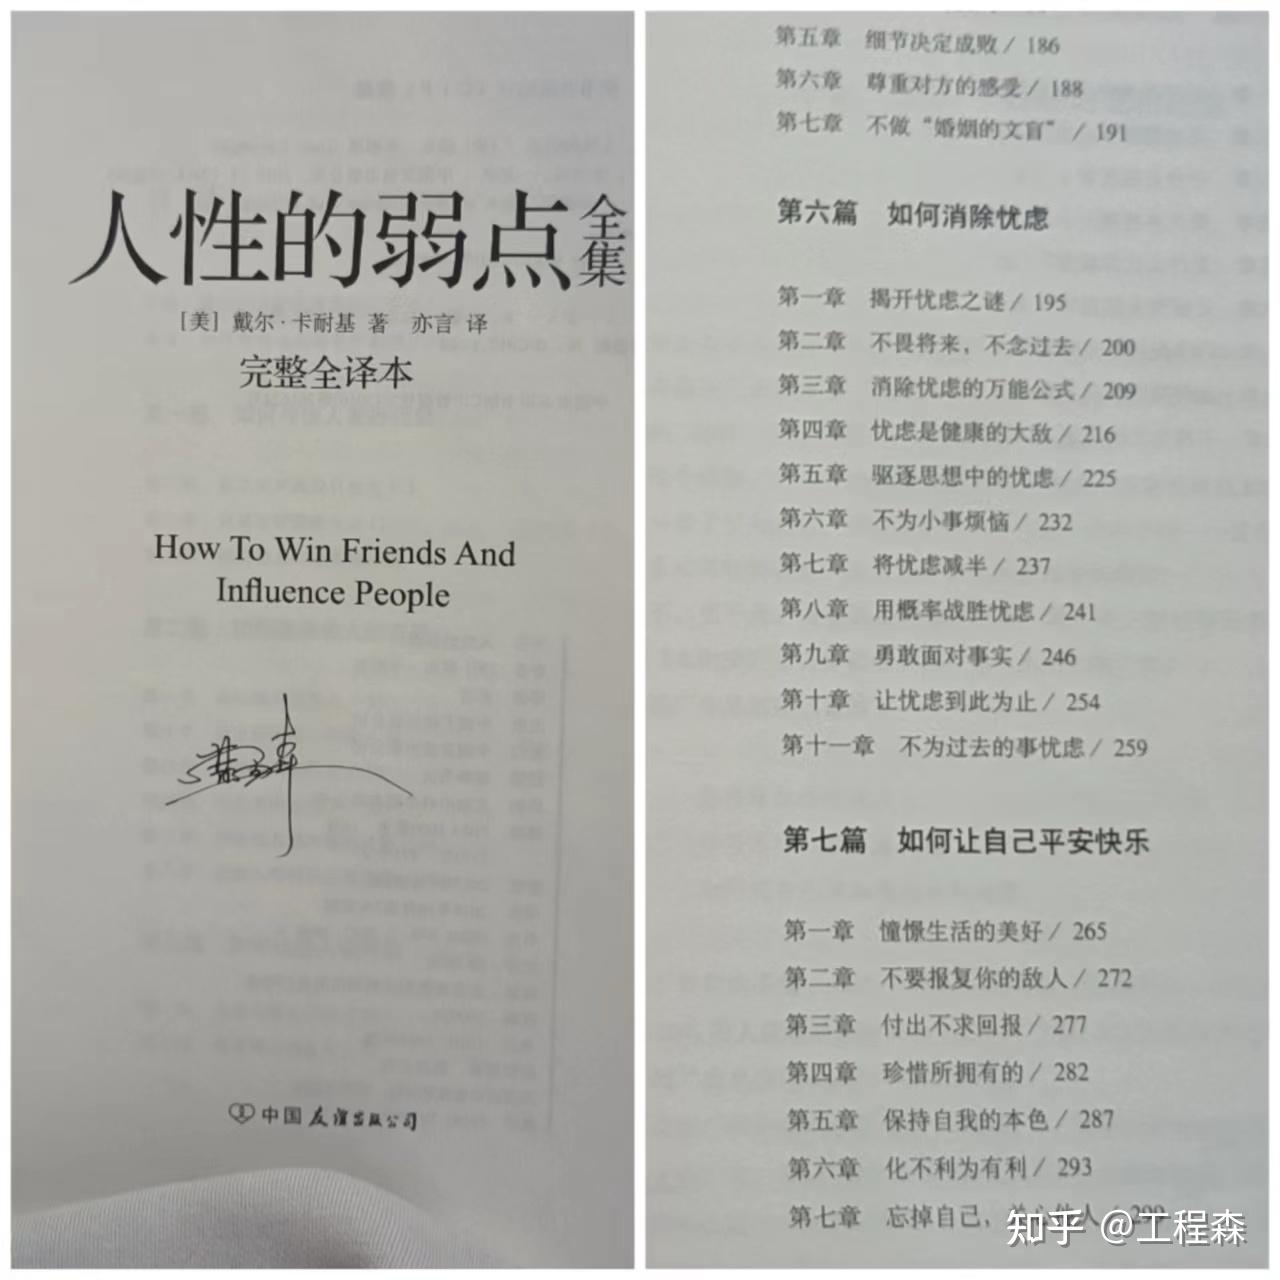 人性的弱点全集
［美］戴尔·卡耐基 著 亦言 译
完整全译本
How To Win Friends And
Influence People
中国友谊出版公司
第五章 细节决定成败 / 186
第六章 尊重对方的感受 / 188
第七章 不做“婚姻的文盲” / 191
第六篇 如何消除忧虑
第一章 揭开忧虑之谜 / 195
第二章 不畏将来，不念过去 / 200
第三章 消除忧虑的万能公式 / 209
第四章 忧虑是健康的大敌 / 216
第五章 驱逐思想中的忧虑 / 225
第六章 不为小事烦恼 / 232
第七章 将忧虑减半 / 237
第八章 用概率战胜忧虑 / 241
第九章 勇敢面对事实 / 246
第十章 让忧虑到此为止 / 254
第十一章 不为过去的事忧虑 / 259
第七篇 如何让自己平安快乐
第一章 憧憬生活的美好 / 265
第二章 不要报复你的敌人 / 272
第三章 付出不求回报 / 277
第四章 珍惜所拥有的 / 282
第五章 保持自我的本色 / 287
第六章 化不利为有利 / 293
第七章 忘掉自己，
知乎 @工程森